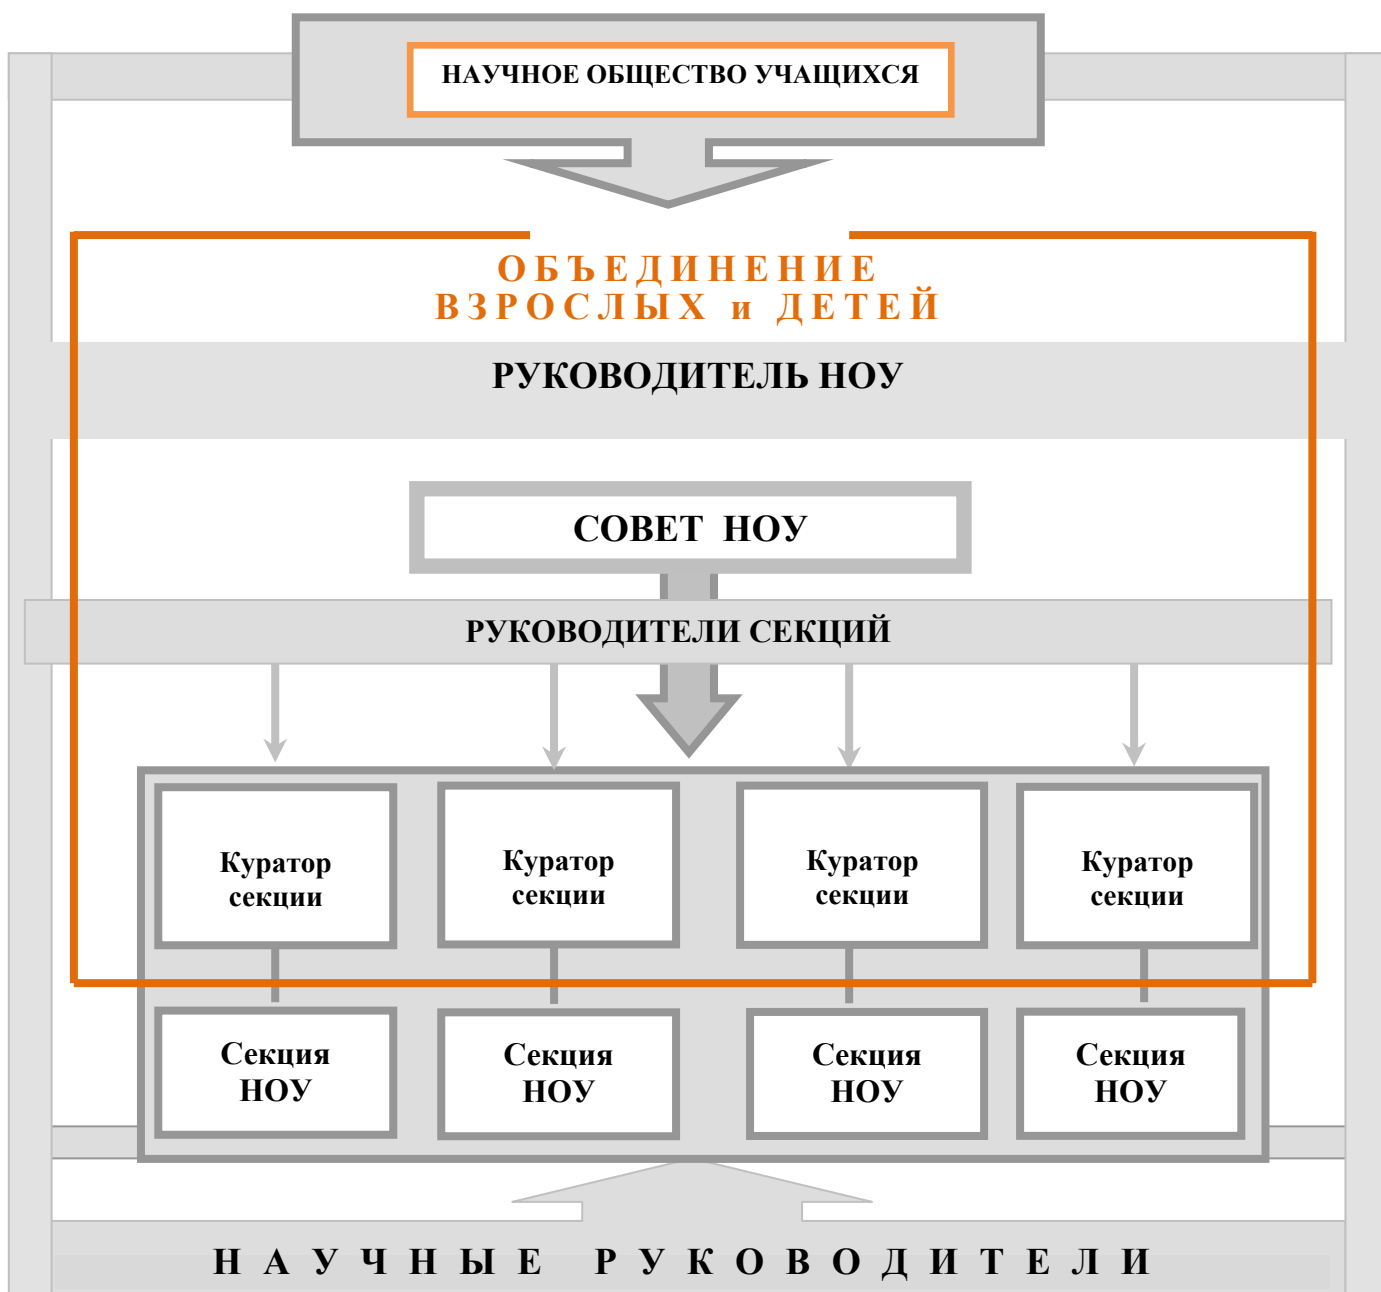 НАУЧНОЕ ОБЩЕСТВО УЧАЩИХСЯ
ОБЪЕДИНЕНИЕ
ВЗРОСЛЫХ и ДЕТЕЙ
РУКОВОДИТЕЛЬ НОУ
СОВЕТ НОУ
РУКОВОДИТЕЛИ СЕКЦИЙ
Куратор
секции
Куратор
секции
Куратор
секции
Куратор
секции
Секция
НОУ
Секция
НОУ
Секция
НОУ
Секция
НОУ
НАУЧНЫЕ РУКОВОДИТЕЛИ